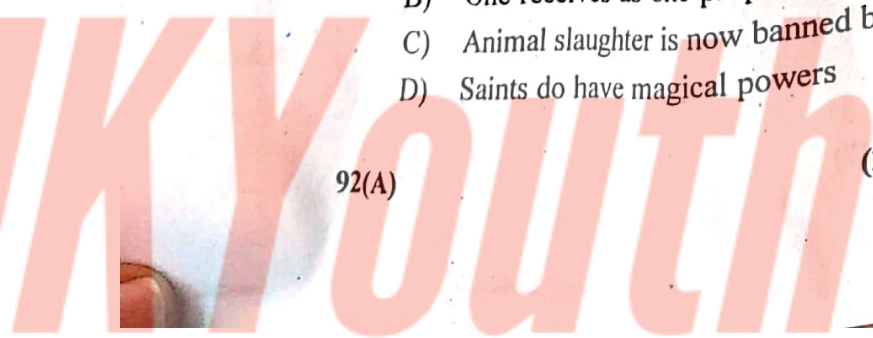 C) Animal slaughter is now banned
D) Saints do have magical powers
92(A)
KYouth